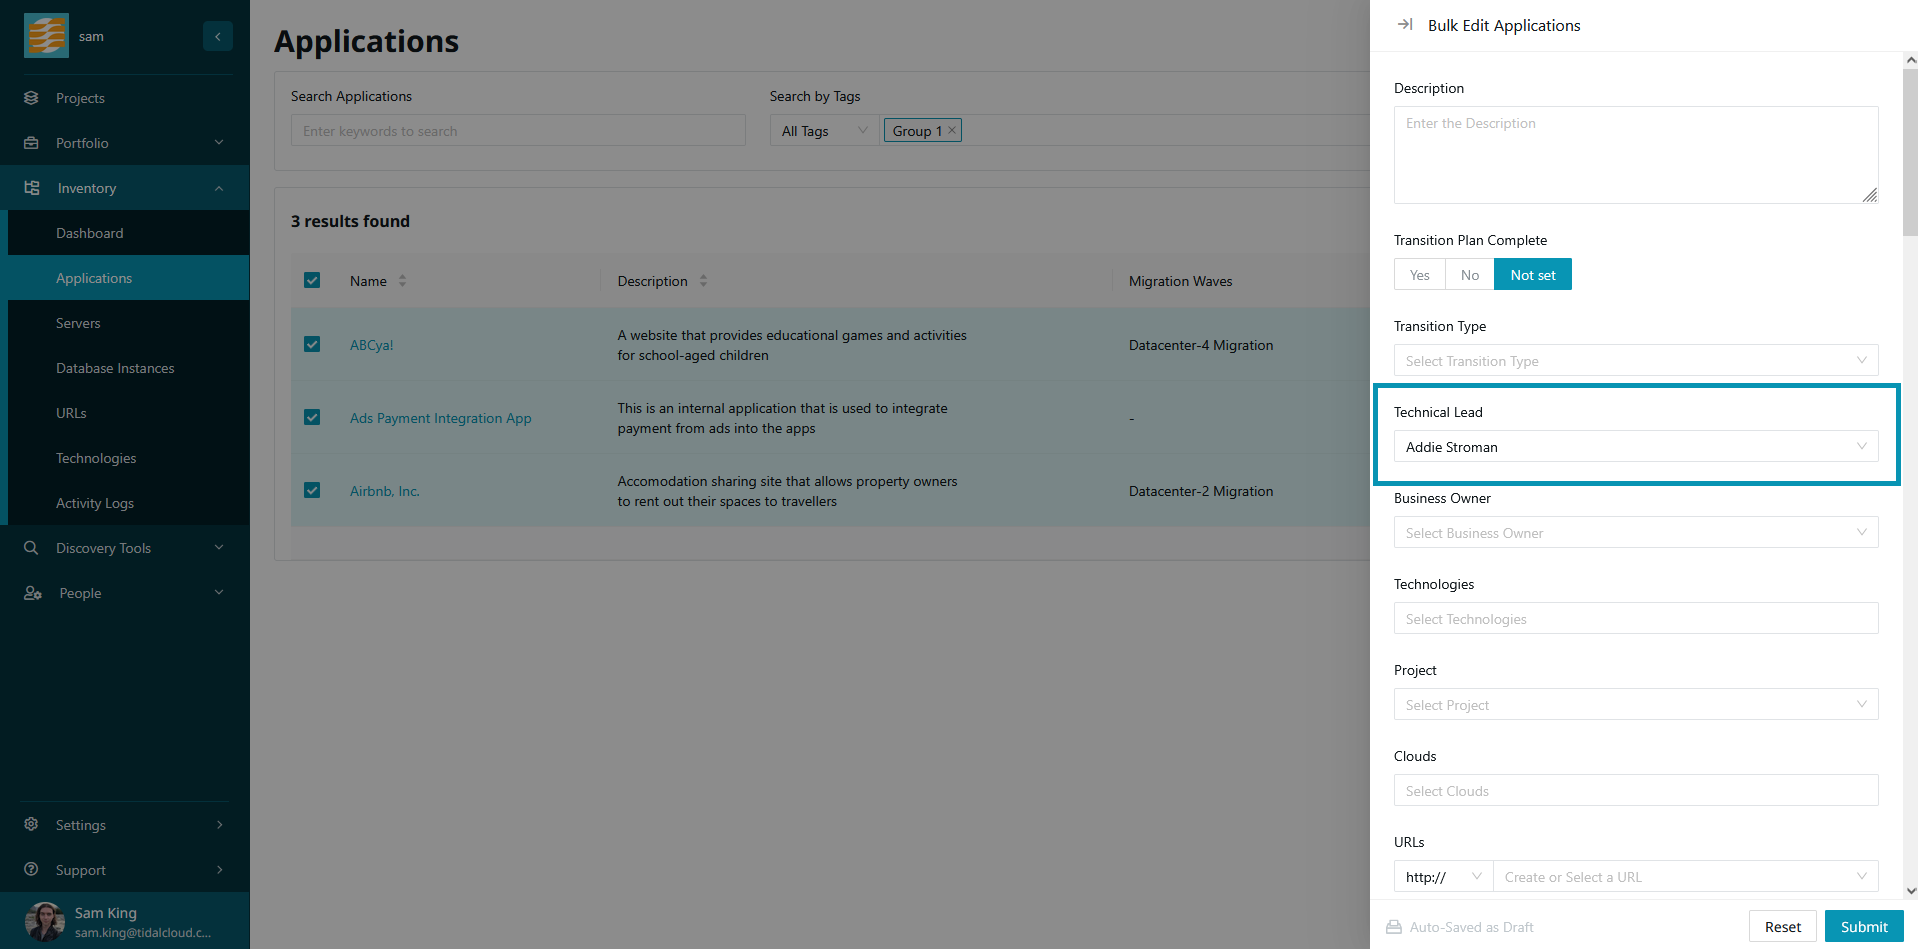 sam
Projects
Portfolio
Inventory
Dashboard
Applications
Servers
Database Instances
URLs
Technologies
Activity Logs
Discovery Tools
People
Settings
Support
Sam King
sam.king@tidalcloud.c...
Applications
Search Applications
Enter keywords to search
Search by Tags
All Tags
Group 1
3 results found
Name Description Migration Waves
ABCya!
A website that provides educational games and activities
for school-aged children
Datacenter-4 Migration
Ads Payment Integration App
This is an internal application that is used to integrate
payment from ads into the apps
-
Airbnb, Inc.
Accomodation sharing site that allows property owners
to rent out their spaces to travellers
Datacenter-2 Migration
Bulk Edit Applications
Description
Enter the Description
Transition Plan Complete
Yes No Not set
Transition Type
Select Transition Type
Technical Lead
Addie Stroman
Business Owner
Select Business Owner
Technologies
Select Technologies
Project
Select Project
Clouds
Select Clouds
URLs
http:// Create or Select a URL
Auto-Saved as Draft
Reset
Submit